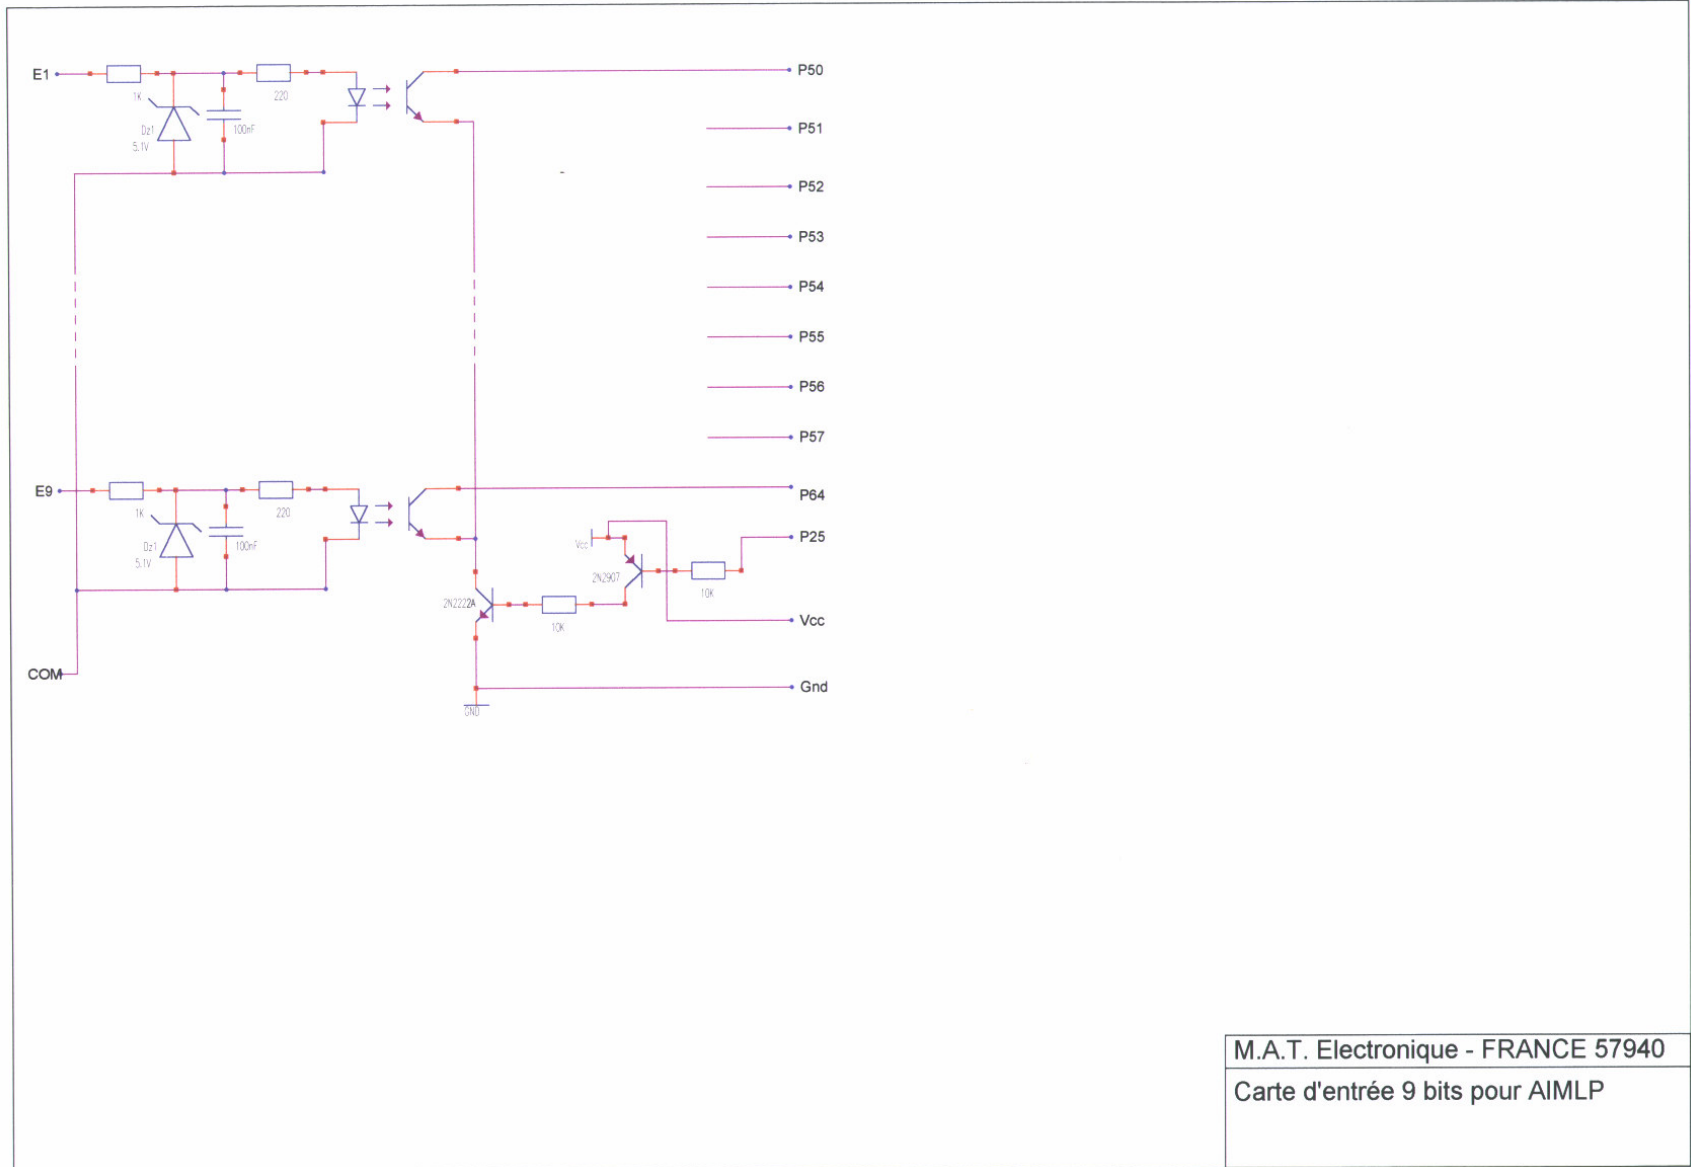 E1
1K
220
P50
Dz1
100nF
5.1V
P51
P52
P53
P54
P55
P56
P57
E9
1K
220
P64
Dz1
100nF
5.1V
Vcc
P25
2N2907
10K
2N2222A
10K
Vcc
COM
Gnd
GND
M.A.T. Electronique - FRANCE 57940
Carte d'entrée 9 bits pour AIMLP